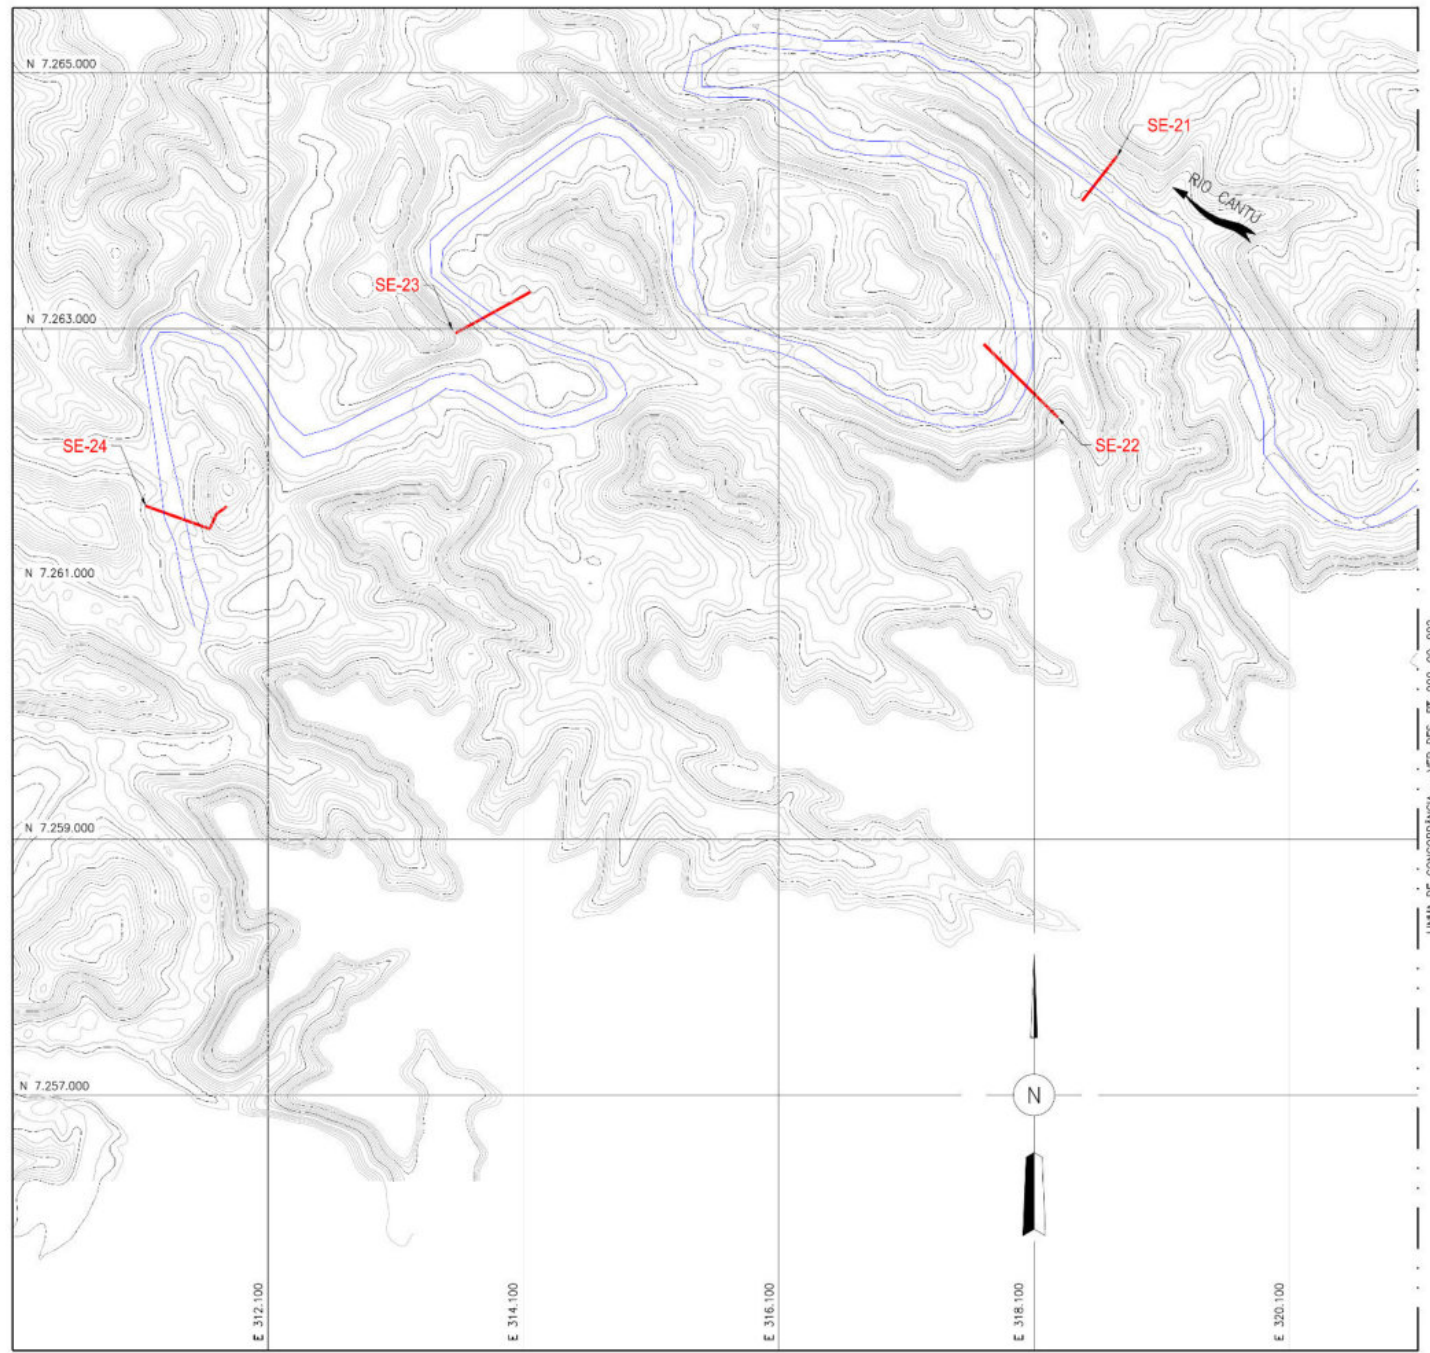 N 7.265.000
SE-21
RIO CANTU
SE-23
N 7.263.000
SE-24
SE-22
N 7.261.000
N 7.259.000
N 7.257.000
N
E 312.100
E 314.100
E 316.100
E 318.100
E 320.100